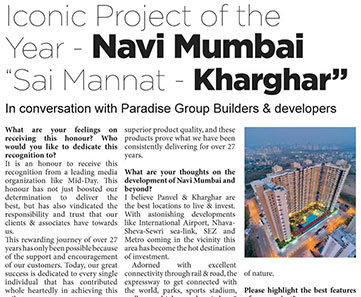 Iconic Project of the
Year - Navi Mumbai
“Sai Mannat - Kharghar”
In conversation with Paradise Group Builders & developers
What are your feelings on
receiving this honour? Who
would you like to dedicate this
recognition to?
It is an honour to receive this
recognition from a leading media
organization like Mid-Day. This
honour has not just boosted our
determination to deliver the
best, but has also vindicated the
responsibility and trust that our
clients & associates have towards
us.
This rewarding journey of over 27
years has only been possible because
of the support and encouragement
of our customers. Today, our great
success is dedicated to every single
individual that has contributed
whole heartedly in achieving this
superior product quality, and these
products prove what we have been
consistently delivering for over 27
years.
What are your thoughts on the
development of Navi Mumbai and
beyond?
I believe Panvel & Kharghar are
the best locations to live & invest.
With astonishing developments
like International Airport, Nhava-
Sheva-Sewri sea-link, SEZ and
Metro coming in the vicinity this
area has become the hot destination
of investment.
Adorned with excellent
connectivity through rail & road, the
expressway to get connected with
the world, parks, sports stadium,
of nature.
Please highlight the best features